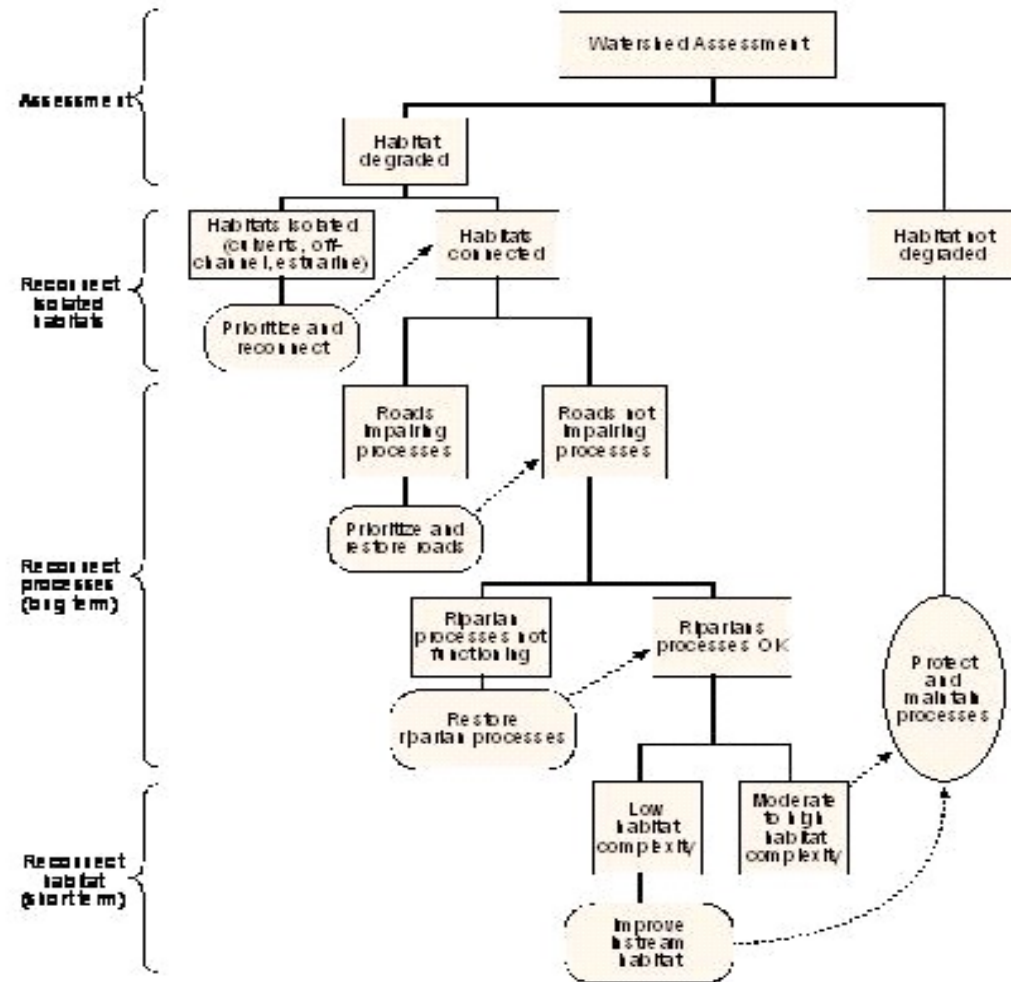 Watershed Assessment
Assessment
Habitat
degraded
Habitats isolated
(culverts, off-
channel, estuarine)
Habitats
connected
Habitat not
degraded
Reconnect
isolated
habitats
Prioritize and
reconnect
Roads
impairing
processes
Roads not
impairing
processes
Prioritize and
restore roads
Reconnect
processes
(long term)
Riparian
processes not
functioning
Riparians
processes OK
Protect
and
maintain
processes
Restore
riparian processes
Low
habitat
complexity
Moderate
to high
habitat
complexity
Reconnect
habitat
(short term)
Improve
instream
habitat